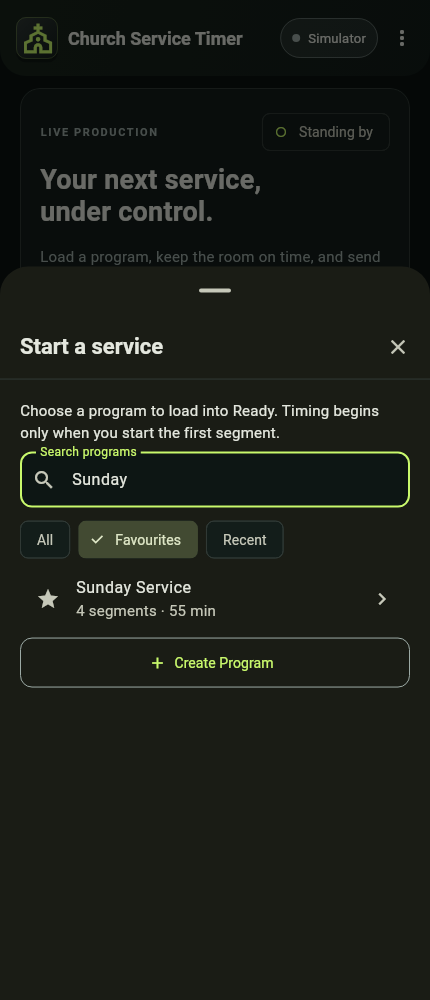 Church Service Timer
Simulator
LIVE PRODUCTION
Standing by
Your next service,
under control.
Load a program, keep the room on time, and send
Start a service
Choose a program to load into Ready. Timing begins
only when you start the first segment.
Search programs
Sunday
All
Favourites
Recent
Sunday Service
4 segments · 55 min
Create Program